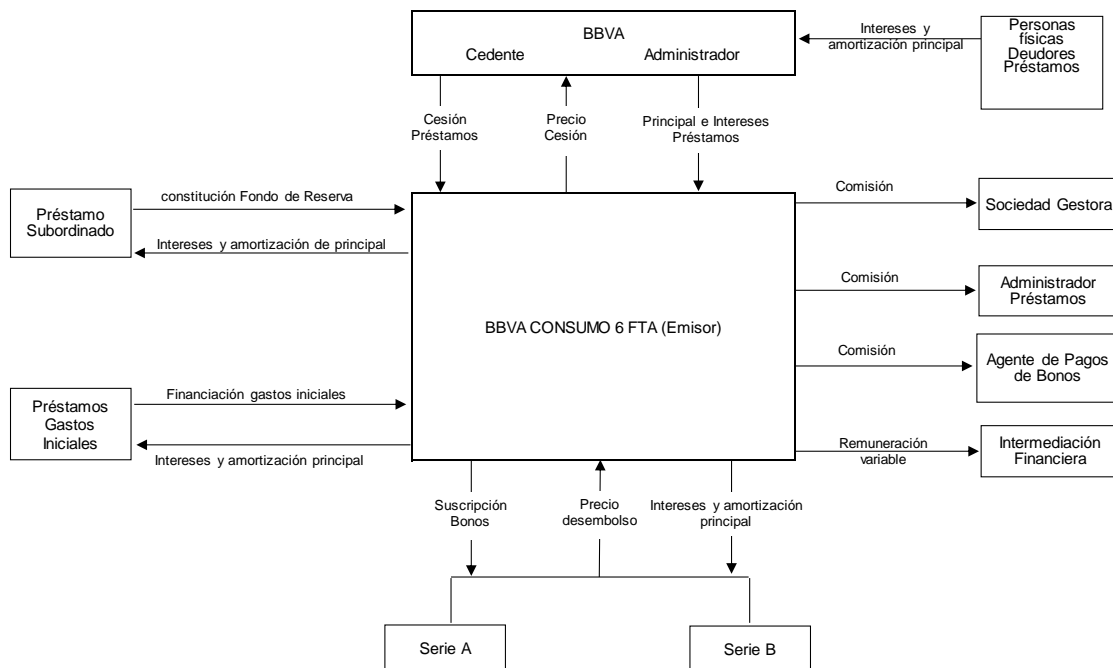 BBVA
Cedente
Administrador
Intereses y
amortización principal
Personas
físicas
Deudores
Préstamos
Cesión
Préstamos
Precio
Cesión
Principal e Intereses
Préstamos
constitución Fondo de Reserva
Préstamo
Subordinado
Intereses y amortización de principal
Comisión
Sociedad Gestora
Comisión
Administrador
Préstamos
BBVA CONSUMO 6 FTA (Emisor)
Comisión
Agente de Pagos
de Bonos
Financiación gastos iniciales
Préstamos
Gastos
Iniciales
Intereses y amortización principal
Remuneración
variable
Intermediación
Financiera
Suscripción
Bonos
Precio
desembolso
Intereses y amortización
principal
Serie A
Serie B